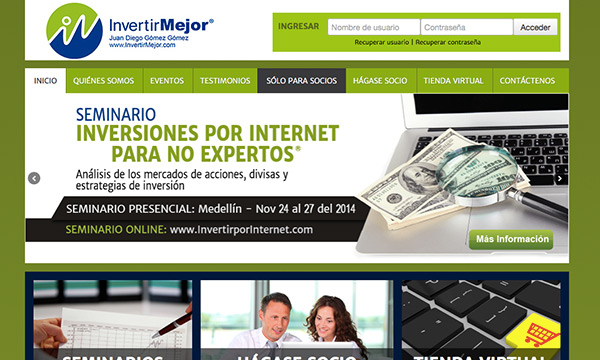 InvertirMejor®
Juan Diego Gómez Gómez
www.InvertirMejor.com
INGRESAR
Nombre de usuario
Contraseña
Acceder
Recuperar usuario | Recuperar contraseña
INICIO
QUIÉNES SOMOS
EVENTOS
TESTIMONIOS
SÓLO PARA SOCIOS
HÁGASE SOCIO
TIENDA VIRTUAL
CONTÁCTENOS
SEMINARIO
INVERSIONES POR INTERNET
PARA NO EXPERTOS®
Análisis de los mercados de acciones, divisas y
estrategias de inversión
SEMINARIO PRESENCIAL: Medellín - Nov 24 al 27 del 2014
SEMINARIO ONLINE: www.InvertirporInternet.com
Más Información
SEMINARIOS
HÁGASE SOCIO
TIENDA VIRTUAL